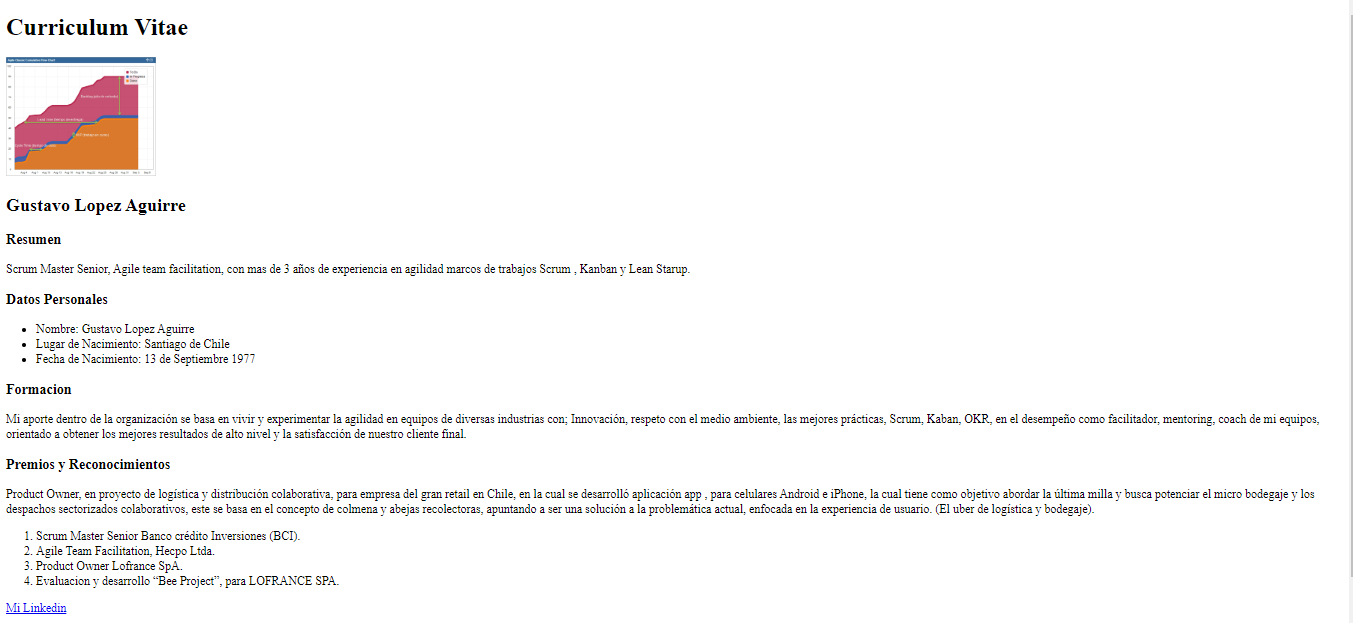 Curriculum Vitae
Gustavo Lopez Aguirre
Resumen
Scrum Master Senior, Agile team facilitation, con mas de 3 años de experiencia en agilidad marcos de trabajos Scrum , Kanban y Lean Starup.
Datos Personales
Nombre: Gustavo Lopez Aguirre
Lugar de Nacimiento: Santiago de Chile
Fecha de Nacimiento: 13 de Septiembre 1977
Formacion
Mi aporte dentro de la organización se basa en vivir y experimentar la agilidad en equipos de diversas industrias con; Innovación, respeto con el medio ambiente, las mejores prácticas, Scrum, Kaban, OKR, en el desempeño como facilitador, mentoring, coach de mi equipos,
orientado a obtener los mejores resultados de alto nivel y la satisfacción de nuestro cliente final.
Premios y Reconocimientos
Product Owner, en proyecto de logística y distribución colaborativa, para empresa del gran retail en Chile, en la cual se desarrolló aplicación app , para celulares Android e iPhone, la cual tiene como objetivo abordar la última milla y busca potenciar el micro bodegaje y los
despachos sectorizados colaborativos, este se basa en el concepto de colmena y abejas recolectoras, apuntando a ser una solución a la problemática actual, enfocada en la experiencia de usuario. (El uber de logística y bodegaje).
1. Scrum Master Senior Banco crédito Inversiones (BCI).
2. Agile Team Facilitation, Hecpo Ltda.
3. Product Owner Lofrance SpA.
4. Evaluacion y desarrollo “Bee Project”, para LOFRANCE SPA.
Mi Linkedin